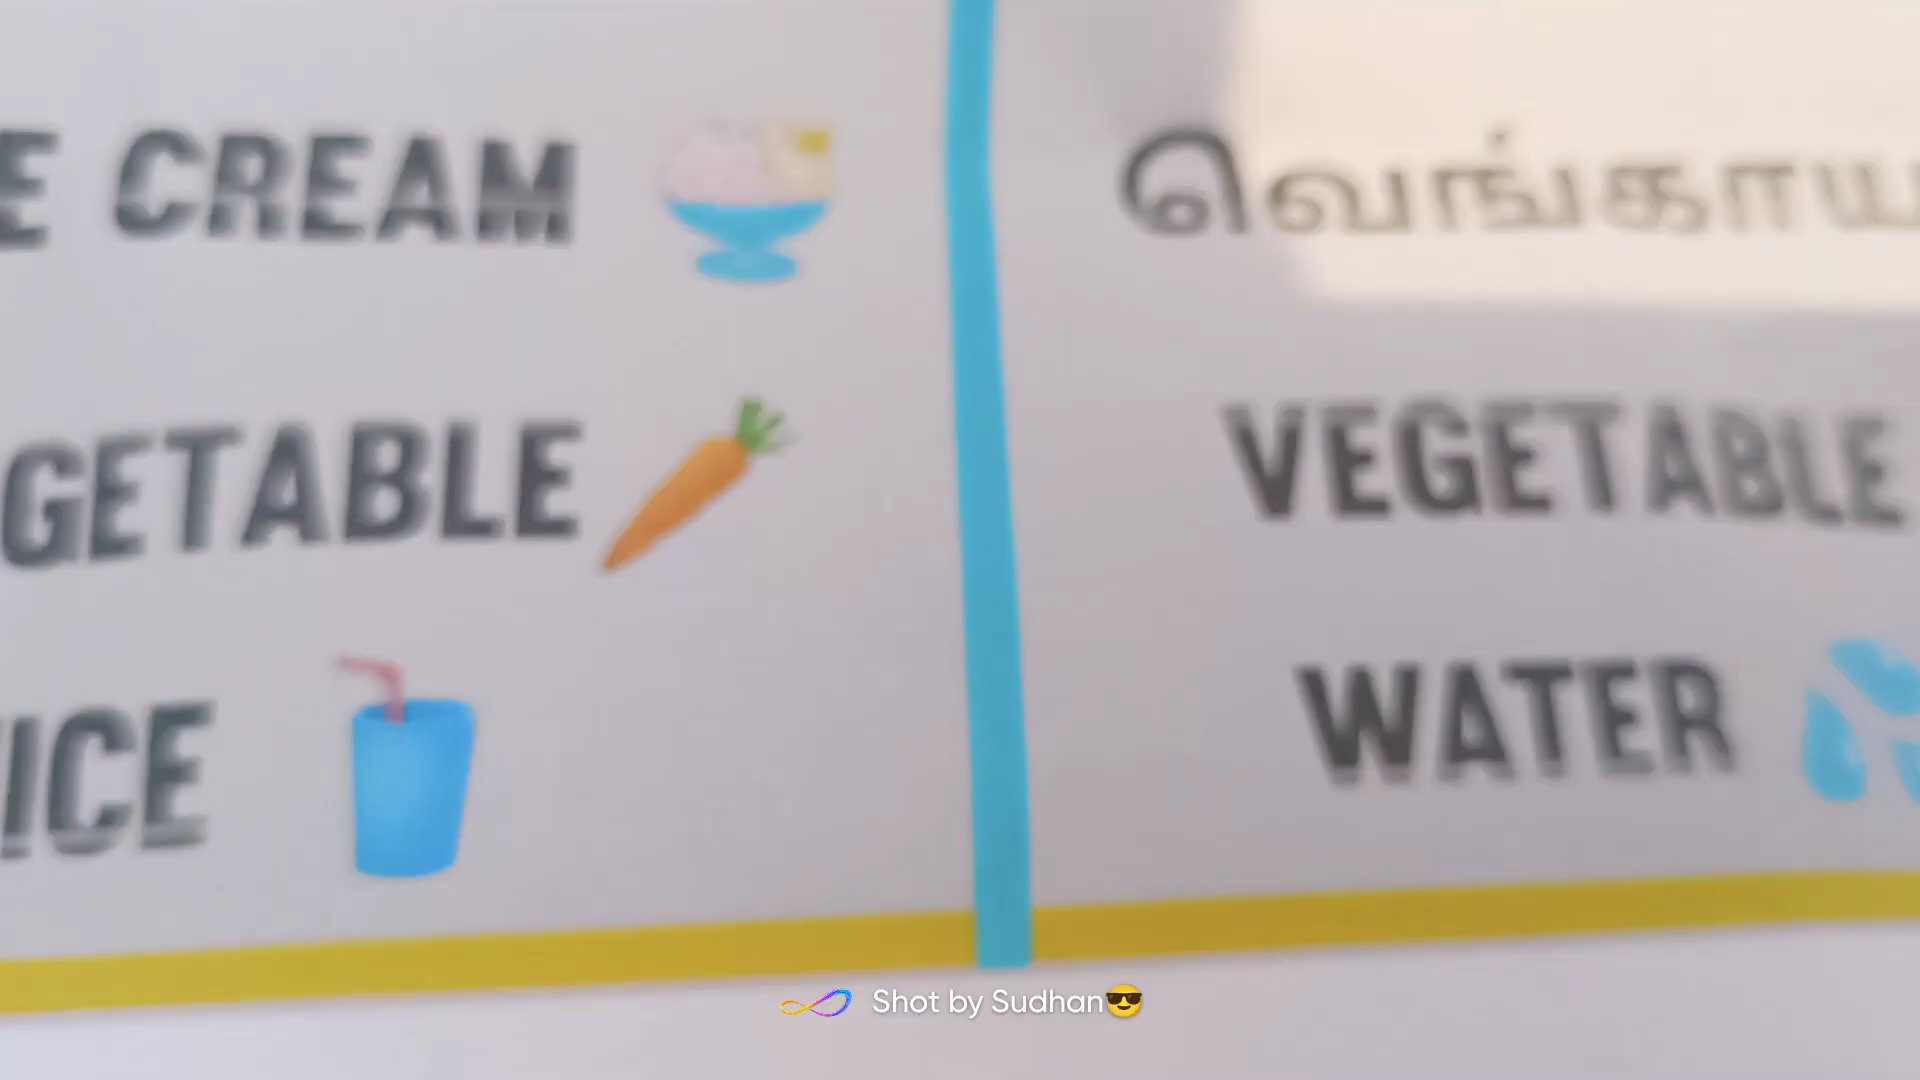 E CREAM
GETABLE
ICE
வெங்காய
VEGETABLE
WATER
Shot by Sudhan😎